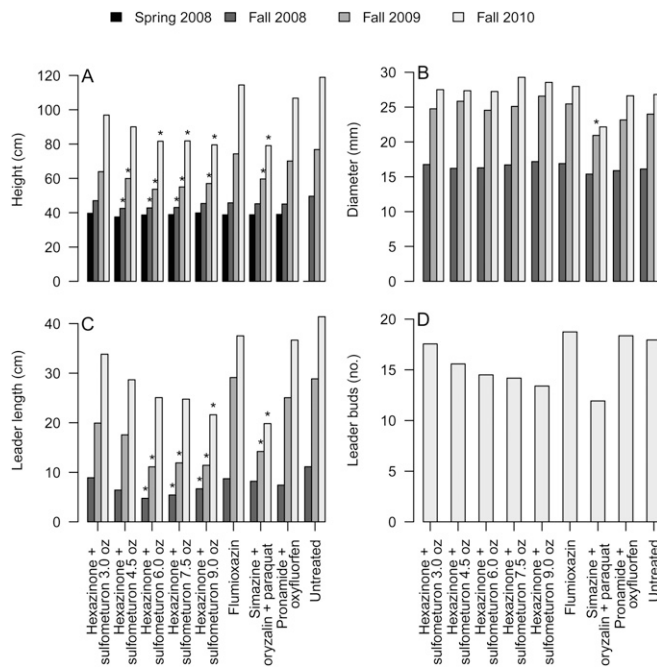 Spring 2008 Fall 2008 Fall 2009 Fall 2010
A
Height (cm)
120
100
80
60
40
20
0
* * * * * * * * * * * * *
B
Diameter (mm)
30
25
20
15
10
5
0
*
C
Leader length (cm)
40
30
20
10
0
* * * * * * * * *
D
Leader buds (no.)
20
15
10
5
0
Hexazinone +
sulfometuron 3.0 oz
Hexazinone +
sulfometuron 4.5 oz
Hexazinone +
sulfometuron 6.0 oz
Hexazinone +
sulfometuron 7.5 oz
Hexazinone +
sulfometuron 9.0 oz
Flumioxazin
Simazine +
oryzalin + paraquat
Pronamide +
oxyfluorfen
Untreated
Hexazinone +
sulfometuron 3.0 oz
Hexazinone +
sulfometuron 4.5 oz
Hexazinone +
sulfometuron 6.0 oz
Hexazinone +
sulfometuron 7.5 oz
Hexazinone +
sulfometuron 9.0 oz
Flumioxazin
Simazine +
oryzalin + paraquat
Pronamide +
oxyfluorfen
Untreated